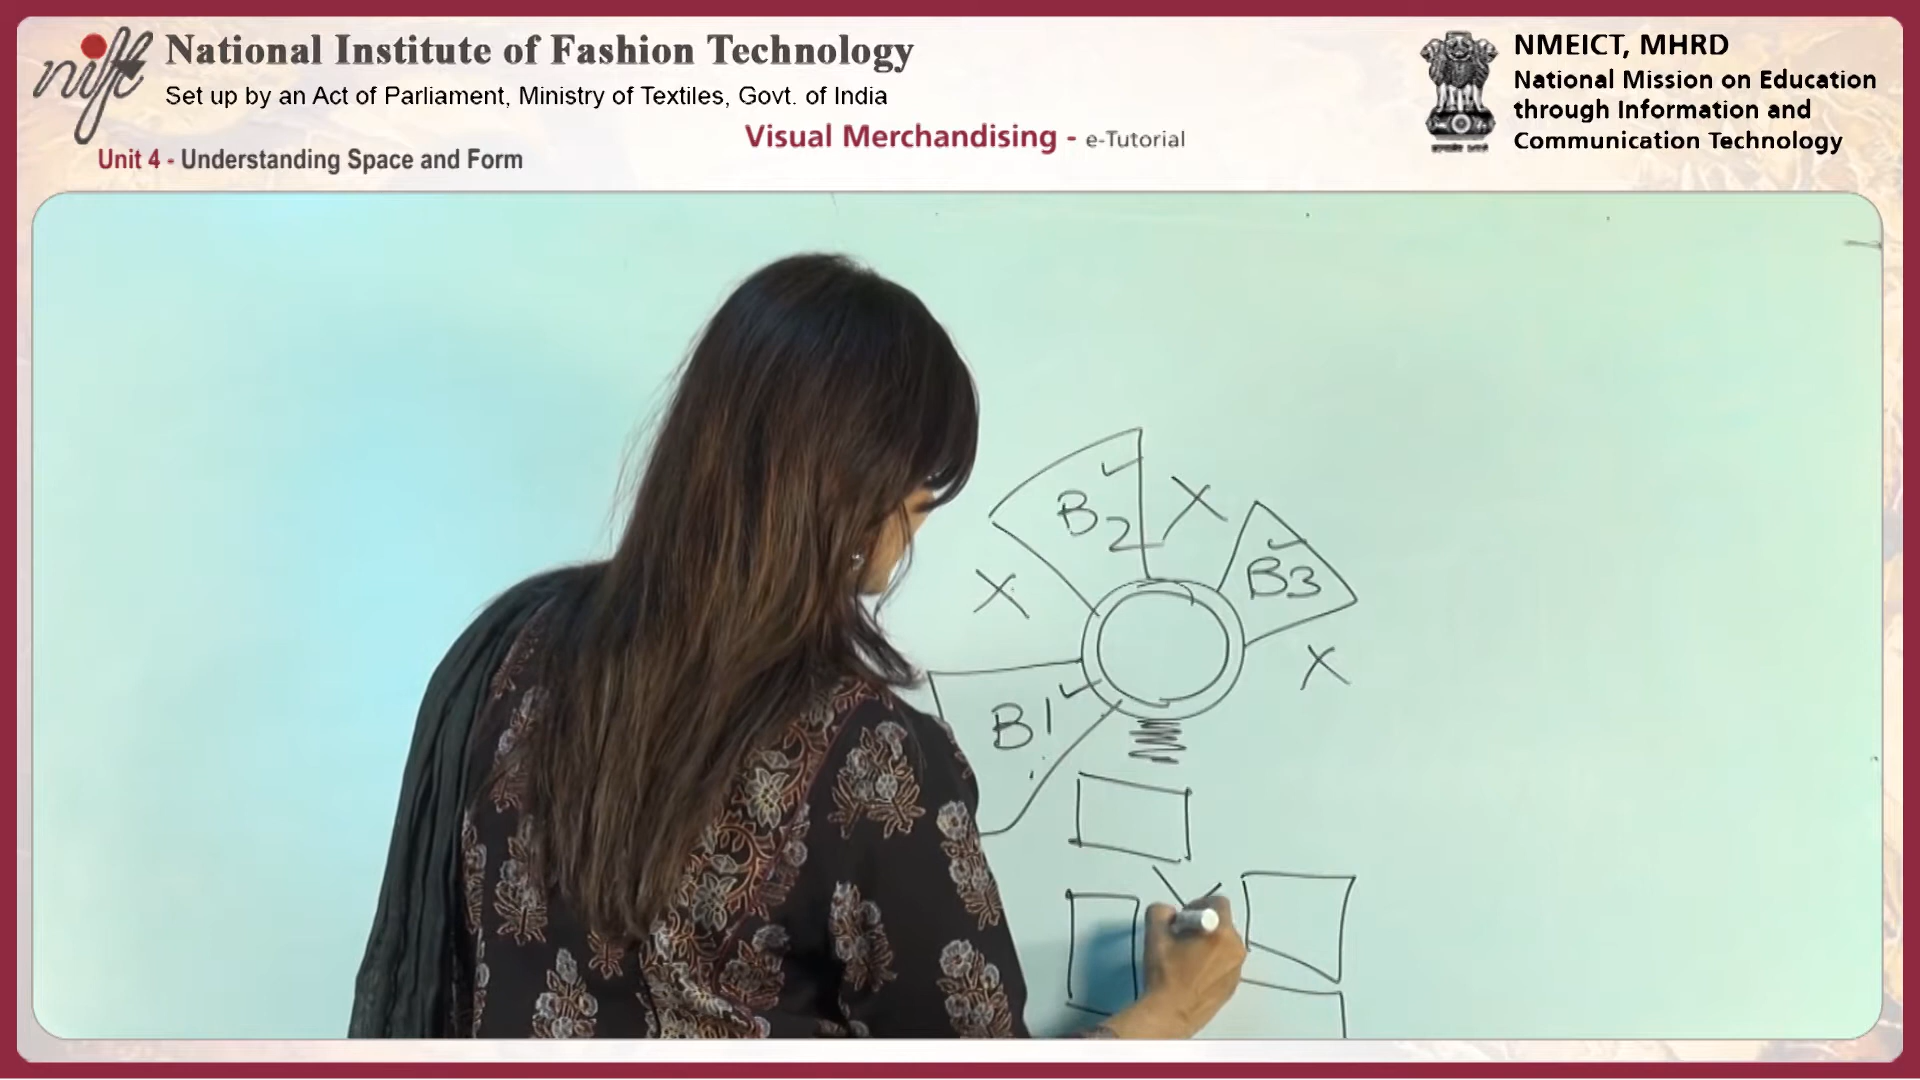 nift
National Institute of Fashion Technology
Set up by an Act of Parliament, Ministry of Textiles, Govt. of India
Visual Merchandising - e-Tutorial
Unit 4 - Understanding Space and Form
NMEICT, MHRD
National Mission on Education
through Information and
Communication Technology
B2
X
B3
X
X
B1